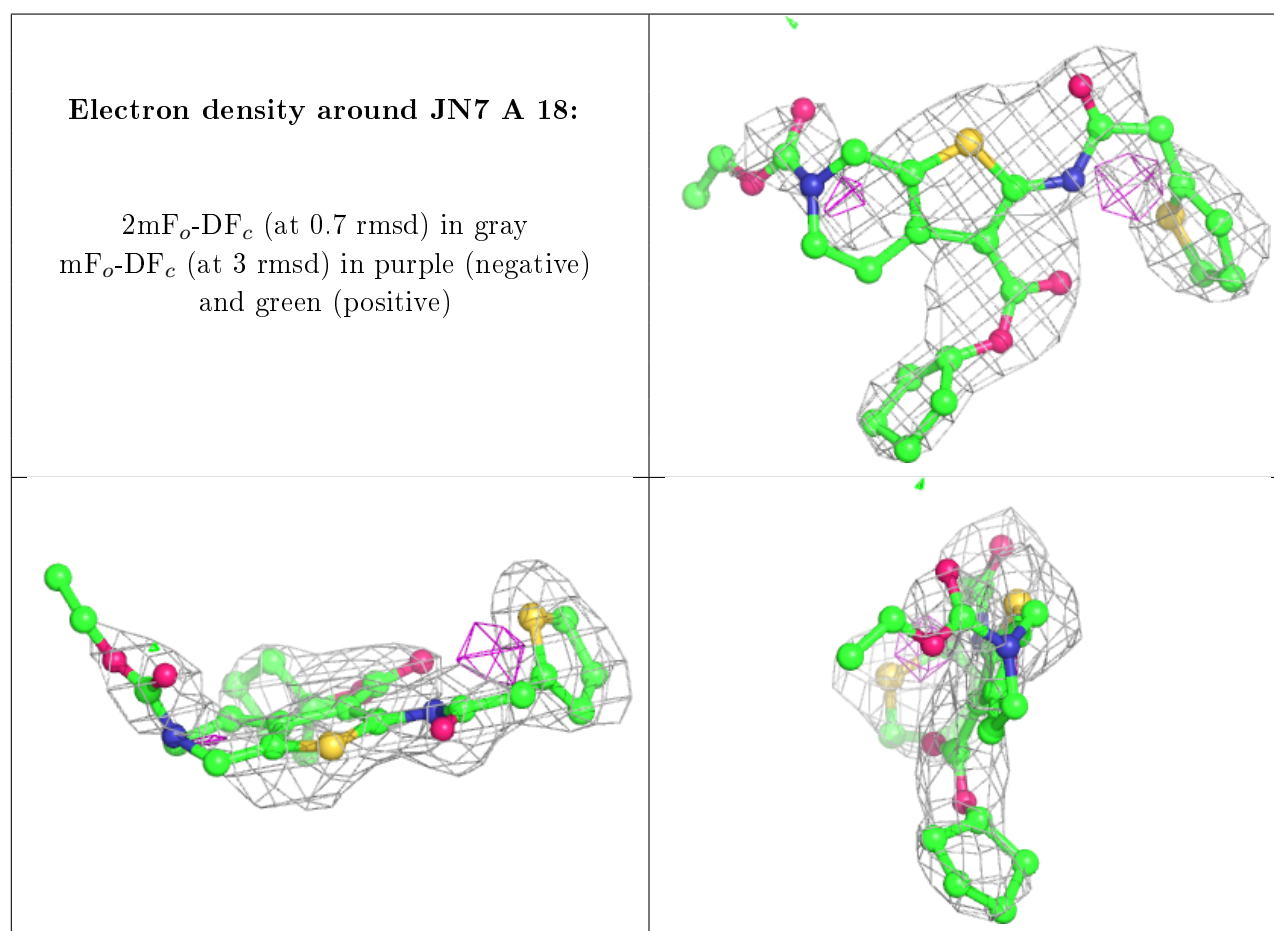 Electron density around JN7 A 18:
2mFo-DFc (at 0.7 rmsd) in gray
mFo-DFc (at 3 rmsd) in purple (negative)
and green (positive)